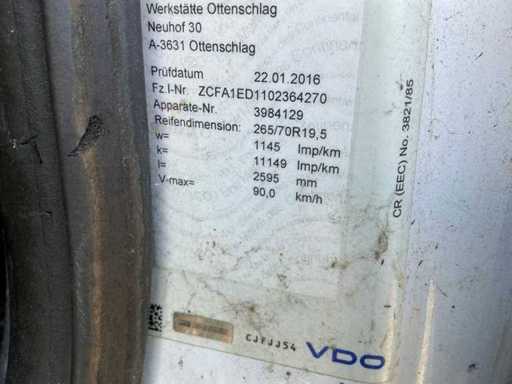 Werkstätte Ottenschlag
Neuhof 30
A-3631 Ottenschlag
Prüfdatum 22.01.2016
Fz.I-Nr. ZCFA1ED1102364270
Apparate-Nr. 3984129
Reifendimension: 265/70R19,5
w= 1145 Imp/km
k= 11149 Imp/km
l= 2595 mm
V-max= 90,0 km/h
CR (EEC) No. 3821/85
CJFJJ54
VDO